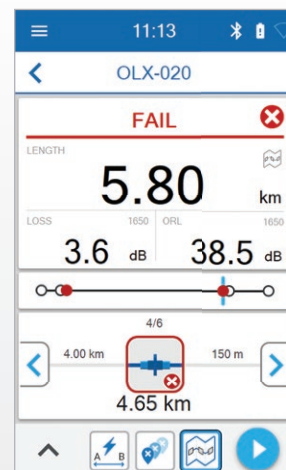 11:13
OLX-020
FAIL
LENGTH
5.80 km
LOSS 1650 ORL 1650
3.6 dB 38.5 dB
4/6
4.00 km 150 m
4.65 km
A B